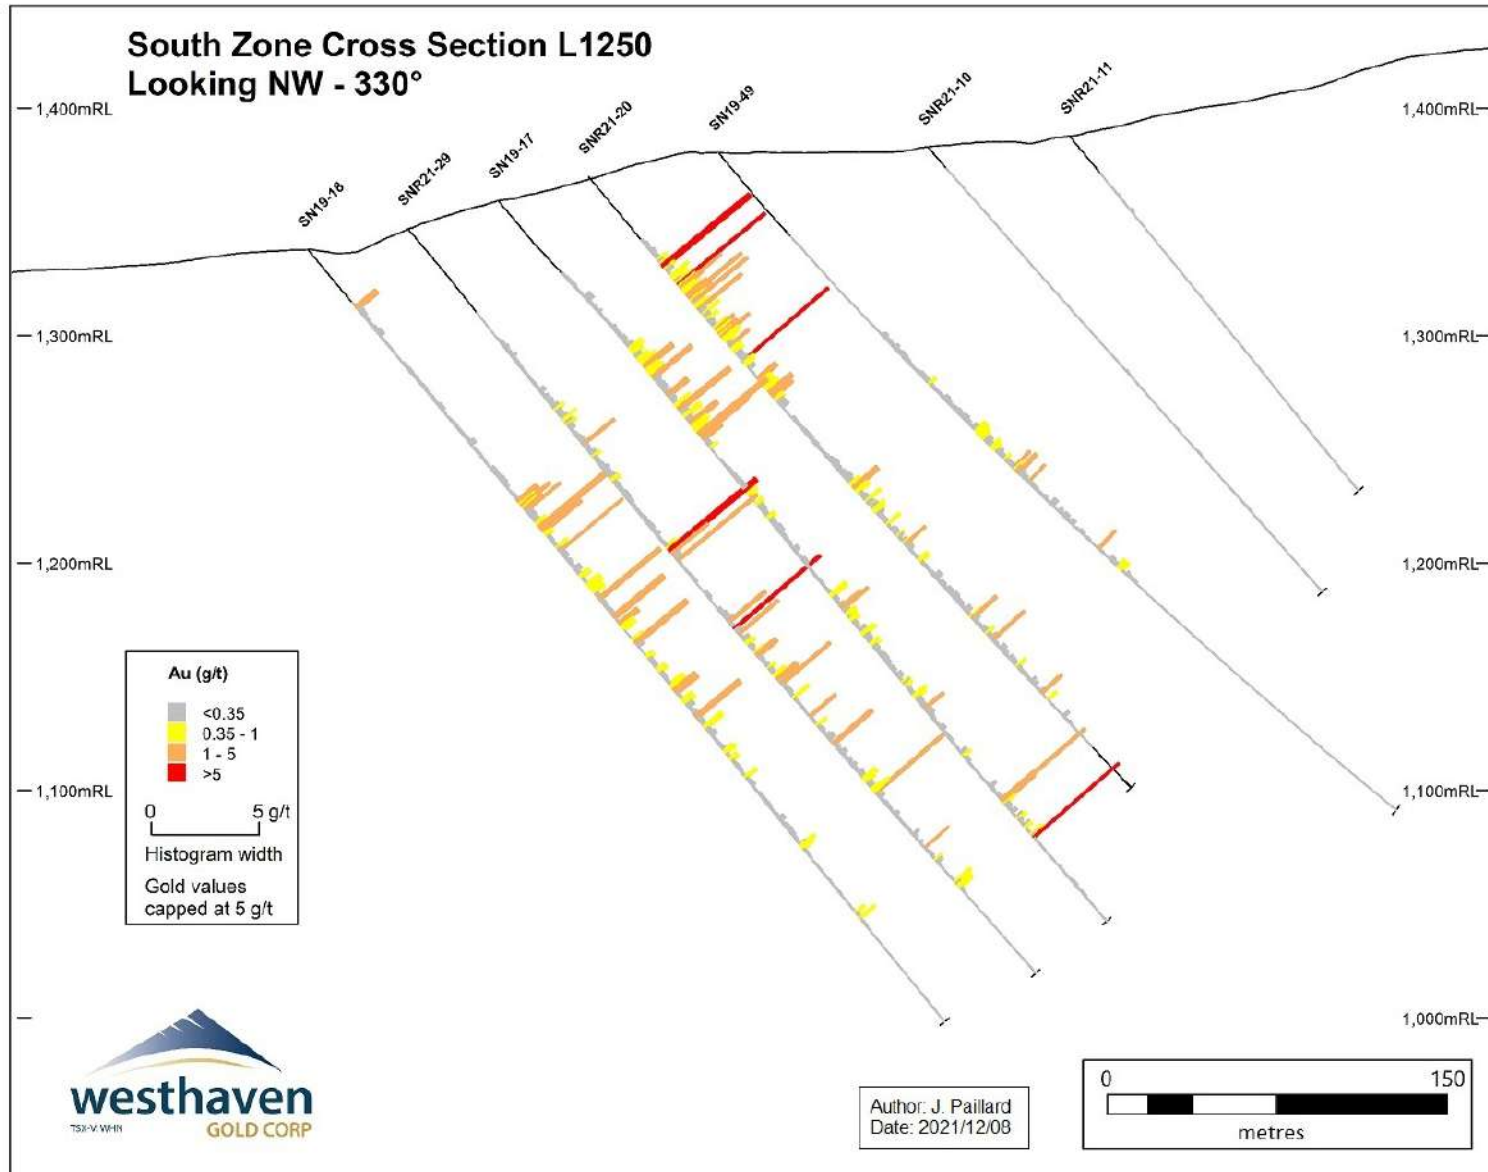 South Zone Cross Section L1250
Looking NW - 330°
1,400mRL
1,400mRL
SN19-18
SNR21-29
SN19-17
SNR21-20
SN19-49
SNR21-10
SNR21-11
1,300mRL
1,300mRL
1,200mRL
1,200mRL
1,100mRL
1,100mRL
1,000mRL
Au (g/t)
<0.35
0.35 - 1
1 - 5
>5
0 5 g/t
Histogram width
Gold values
capped at 5 g/t
westhaven
TSX-V: WHN
GOLD CORP
Author: J. Paillard
Date: 2021/12/08
0 150
metres